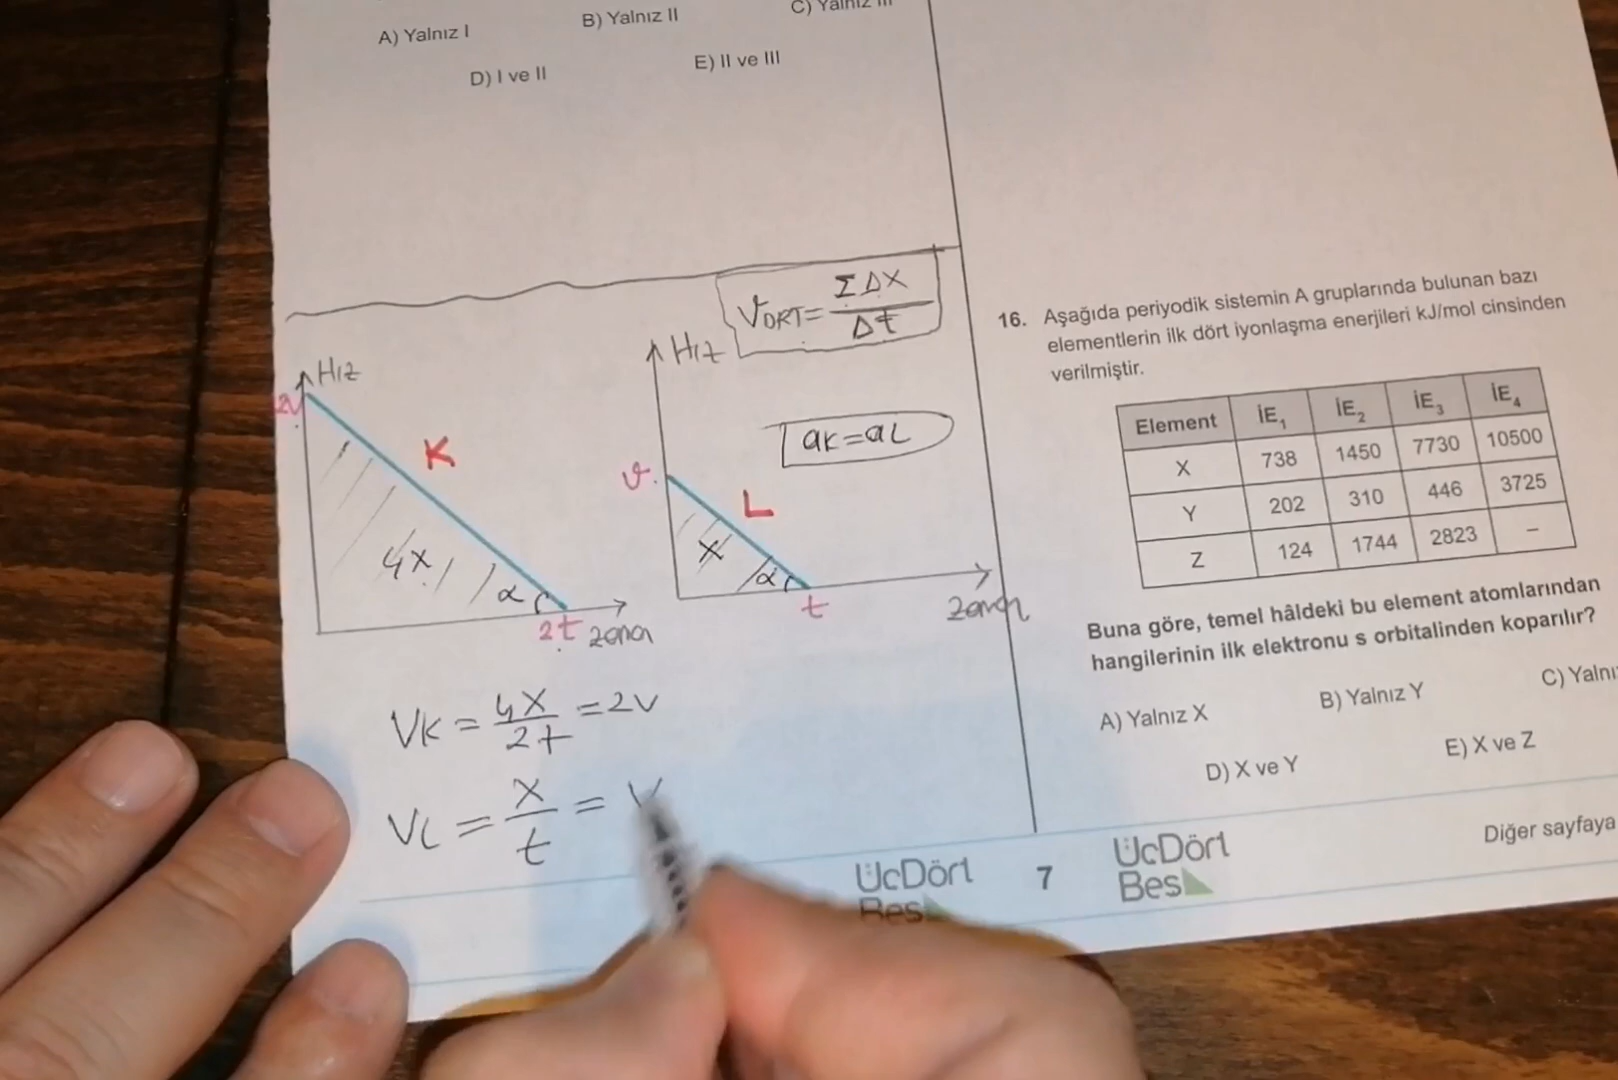 A) Yalnız I
B) Yalnız II
C) Yalnız III
D) I ve II
E) II ve III
VORT = ΣΔX / Δt
Hız
2V
K
4x
α
2t
zaman
Hız
aK = aL
V
L
x
α
t
zaman
VK = 4X / 2t = 2V
VL = X / t = V
16. Aşağıda periyodik sistemin A gruplarında bulunan bazı
elementlerin ilk dört iyonlaşma enerjileri kJ/mol cinsinden
verilmiştir.
Element İE1 İE2 İE3 İE4
X 738 1450 7730 10500
Y 202 310 446 3725
Z 124 1744 2823 –
Buna göre, temel hâldeki bu element atomlarından
hangilerinin ilk elektronu s orbitalinden koparılır?
A) Yalnız X
B) Yalnız Y
C) Yalnı
D) X ve Y
E) X ve Z
Diğer sayfaya
ÜçDört
Beş
7
ÜçDört
Beş